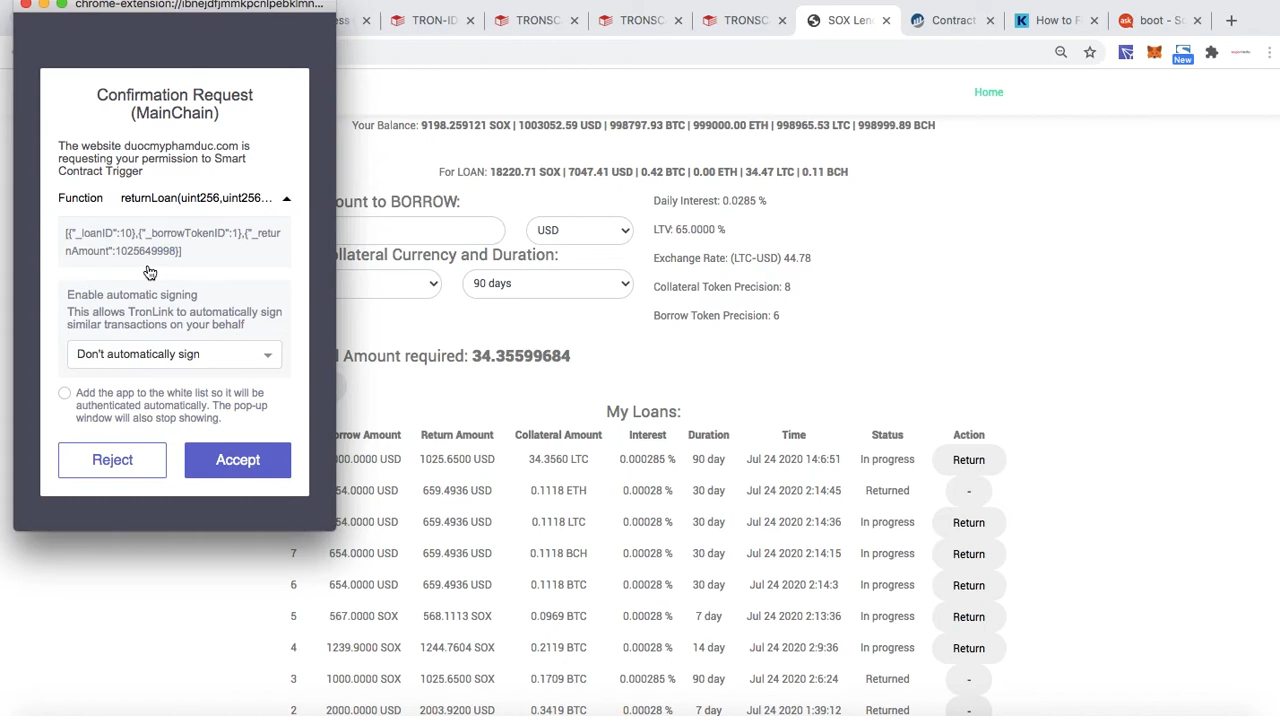 chrome-extension://ibnejdfjmmkpcnlpebklmn...
TRON-ID
TRONSC
TRONSC
TRONSC
SOX Len
Contract
How to F
boot - S
New
Home
Confirmation Request
(MainChain)
The website duocmyphamduc.com is
requesting your permission to Smart
Contract Trigger
Function returnLoan(uint256,uint256...
[{"_loanID":10},{"_borrowTokenID":1},{"_retur
nAmount":1025649998}]
Enable automatic signing
This allows TronLink to automatically sign
similar transactions on your behalf
Don't automatically sign
Add the app to the white list so it will be
authenticated automatically. The pop-up
window will also stop showing.
Reject Accept
Your Balance: 9198.259121 SOX | 1003052.59 USD | 998797.93 BTC | 999000.00 ETH | 998965.53 LTC | 998999.89 BCH
For LOAN: 18220.71 SOX | 7047.41 USD | 0.42 BTC | 0.00 ETH | 34.47 LTC | 0.11 BCH
ount to BORROW:
USD
llateral Currency and Duration:
90 days
Daily Interest: 0.0285 %
LTV: 65.0000 %
Exchange Rate: (LTC-USD) 44.78
Collateral Token Precision: 8
Borrow Token Precision: 6
l Amount required: 34.35599684
My Loans:
orrow Amount Return Amount Collateral Amount Interest Duration Time Status Action
00.0000 USD 1025.6500 USD 34.3560 LTC 0.000285 % 90 day Jul 24 2020 14:6:51 In progress Return
54.0000 USD 659.4936 USD 0.1118 ETH 0.00028 % 30 day Jul 24 2020 2:14:45 Returned -
54.0000 USD 659.4936 USD 0.1118 LTC 0.00028 % 30 day Jul 24 2020 2:14:36 In progress Return
7 654.0000 USD 659.4936 USD 0.1118 BCH 0.00028 % 30 day Jul 24 2020 2:14:15 In progress Return
6 654.0000 USD 659.4936 USD 0.1118 BTC 0.00028 % 30 day Jul 24 2020 2:14:3 In progress Return
5 567.0000 SOX 568.1113 SOX 0.0969 BTC 0.00028 % 7 day Jul 24 2020 2:13:36 In progress Return
4 1239.9000 SOX 1244.7604 SOX 0.2119 BTC 0.00028 % 14 day Jul 24 2020 2:9:36 In progress Return
3 1000.0000 SOX 1025.6500 SOX 0.1709 BTC 0.000285 % 90 day Jul 24 2020 2:6:24 Returned -
2 2000.0000 USD 2003.9200 USD 0.3419 BTC 0.00028 % 7 day Jul 24 2020 1:39:12 Returned -